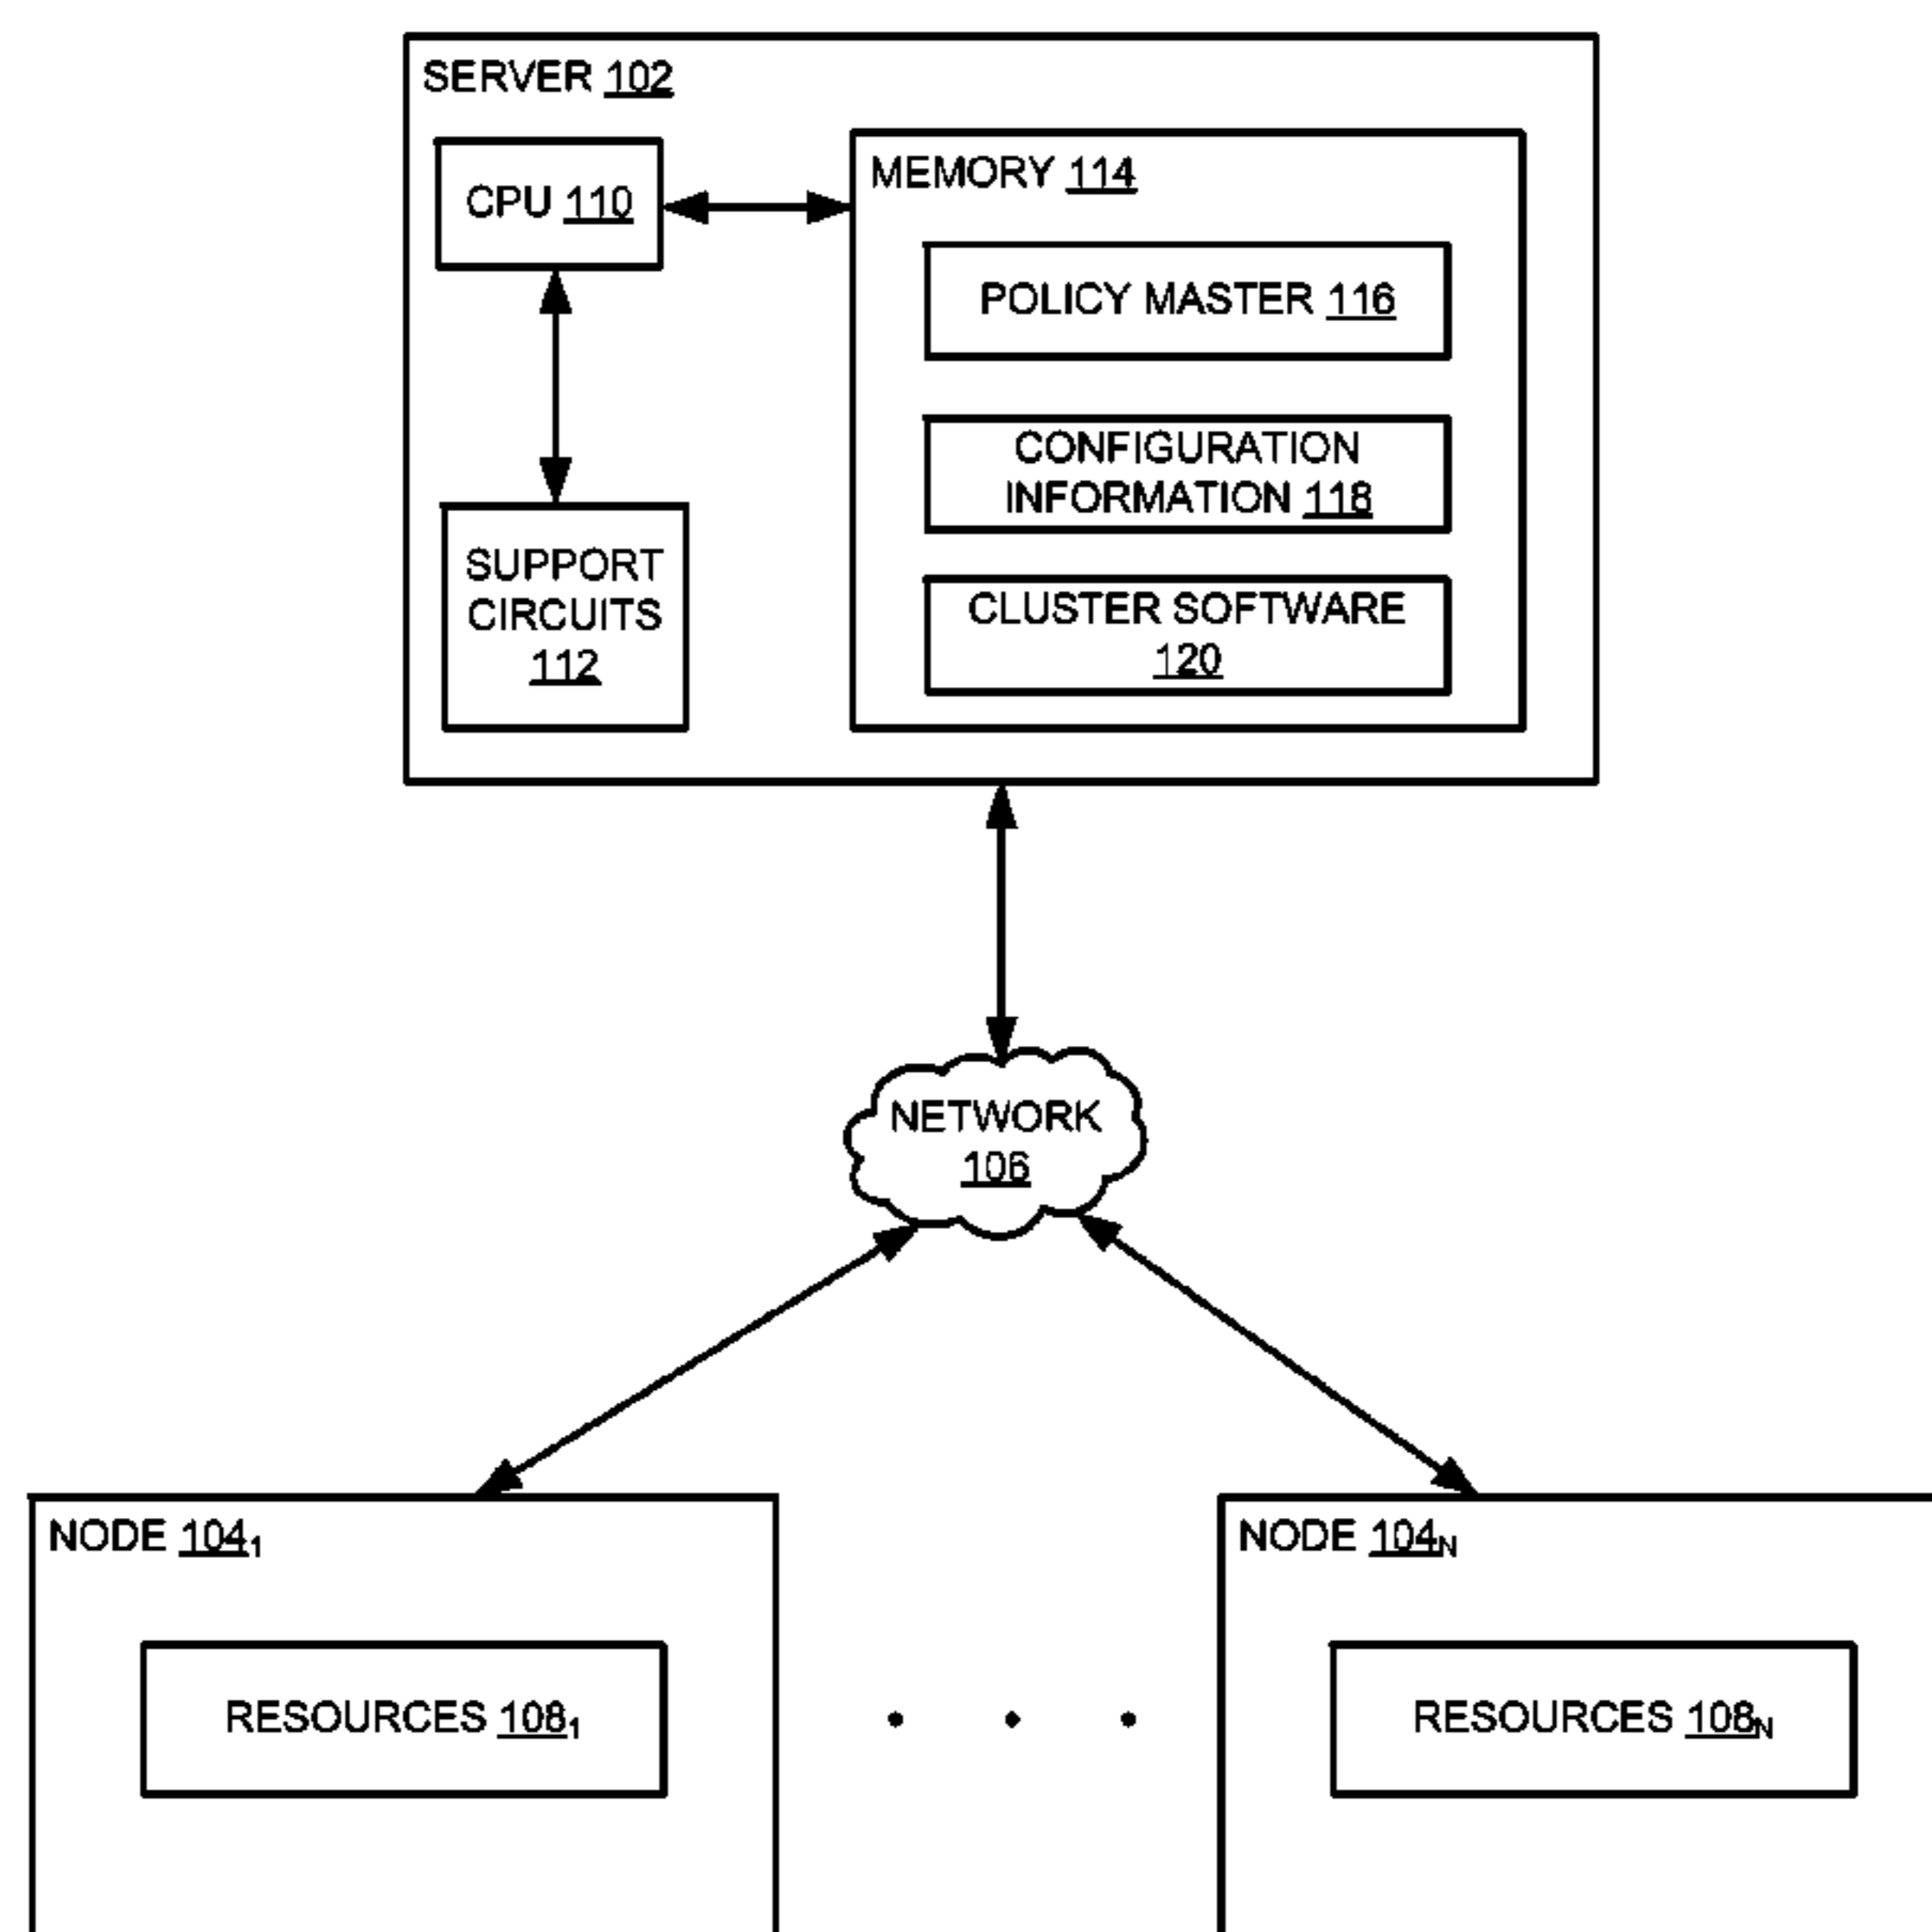 SERVER 102
CPU 110
MEMORY 114
POLICY MASTER 116
CONFIGURATION
INFORMATION 118
CLUSTER SOFTWARE
120
SUPPORT
CIRCUITS
112
NETWORK
106
NODE 104₁
RESOURCES 108₁
NODE 104N
RESOURCES 108N